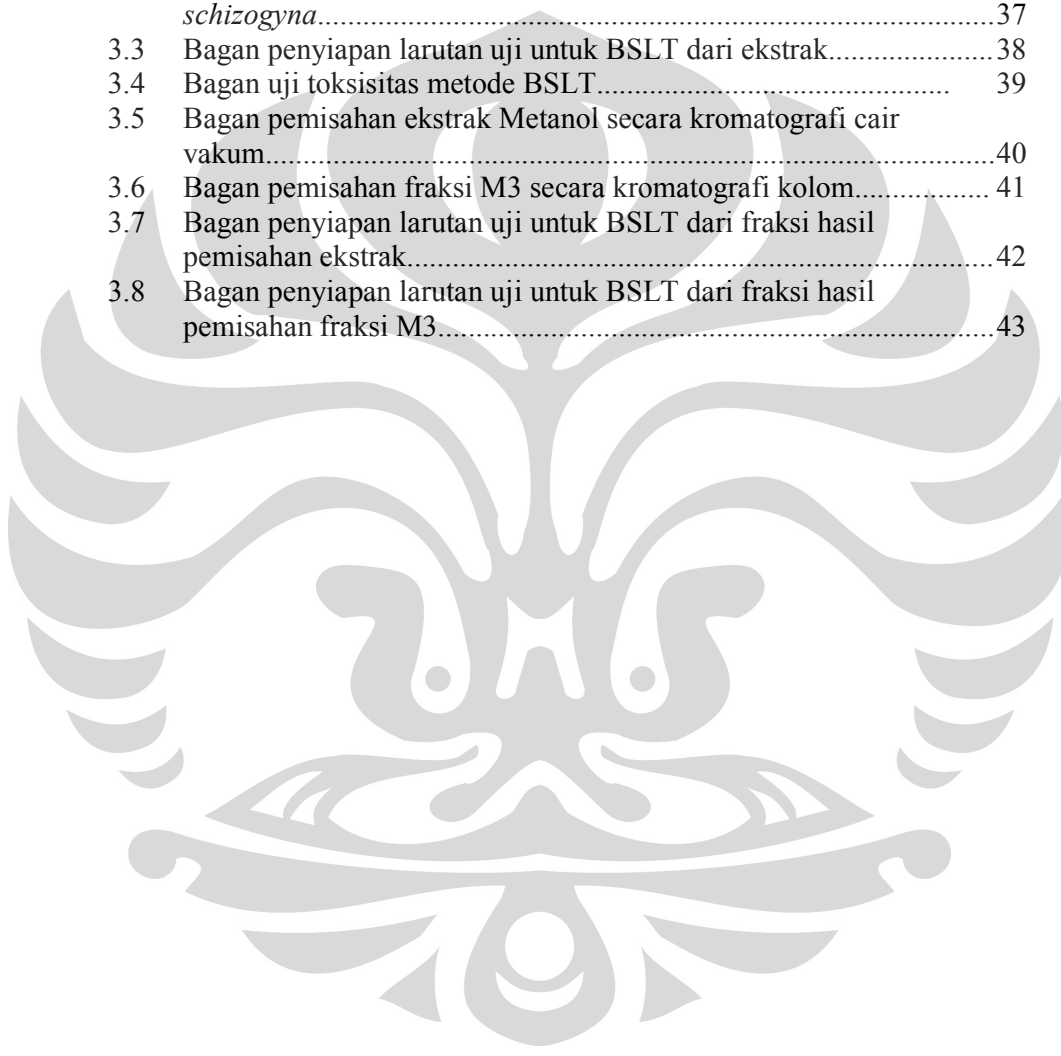 schizogyna......................................................................................................37
3.3 Bagan penyiapan larutan uji untuk BSLT dari ekstrak....................38
3.4 Bagan uji toksisitas metode BSLT.......................................... 39
3.5 Bagan pemisahan ekstrak Metanol secara kromatografi cair
vakum..............................................................................................40
3.6 Bagan pemisahan fraksi M3 secara kromatografi kolom................ 41
3.7 Bagan penyiapan larutan uji untuk BSLT dari fraksi hasil
pemisahan ekstrak...........................................................................42
3.8 Bagan penyiapan larutan uji untuk BSLT dari fraksi hasil
pemisahan fraksi M3.......................................................................43